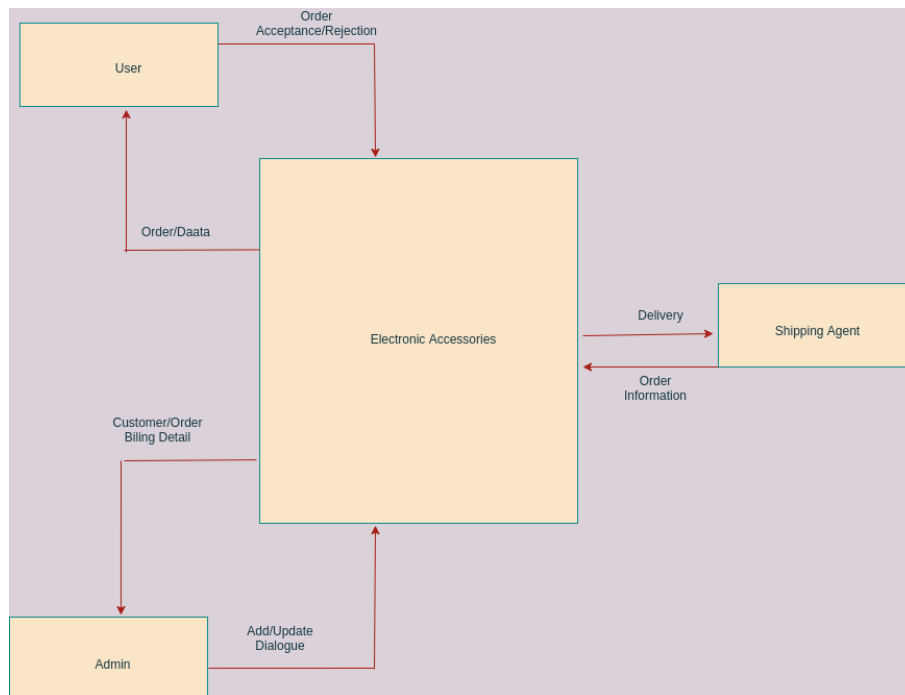 Order
Acceptance/Rejection
User
Order/Daata
Electronic Accessories
Delivery
Shipping Agent
Order
Information
Customer/Order
Biling Detail
Add/Update
Dialogue
Admin